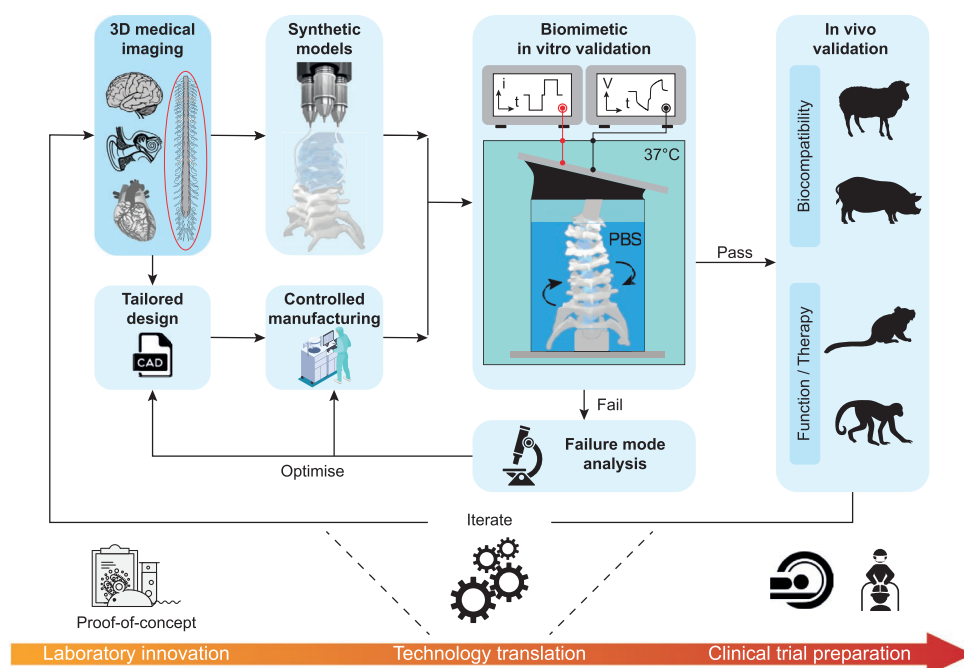 3D medical
imaging
Synthetic
models
Biomimetic
in vitro validation
i
t
V
t
37°C
PBS
In vivo
validation
Biocompatibility
Function / Therapy
Pass
Tailored
design
CAD
Controlled
manufacturing
Fail
Failure mode
analysis
Optimise
Iterate
Proof-of-concept
Laboratory innovation
Technology translation
Clinical trial preparation